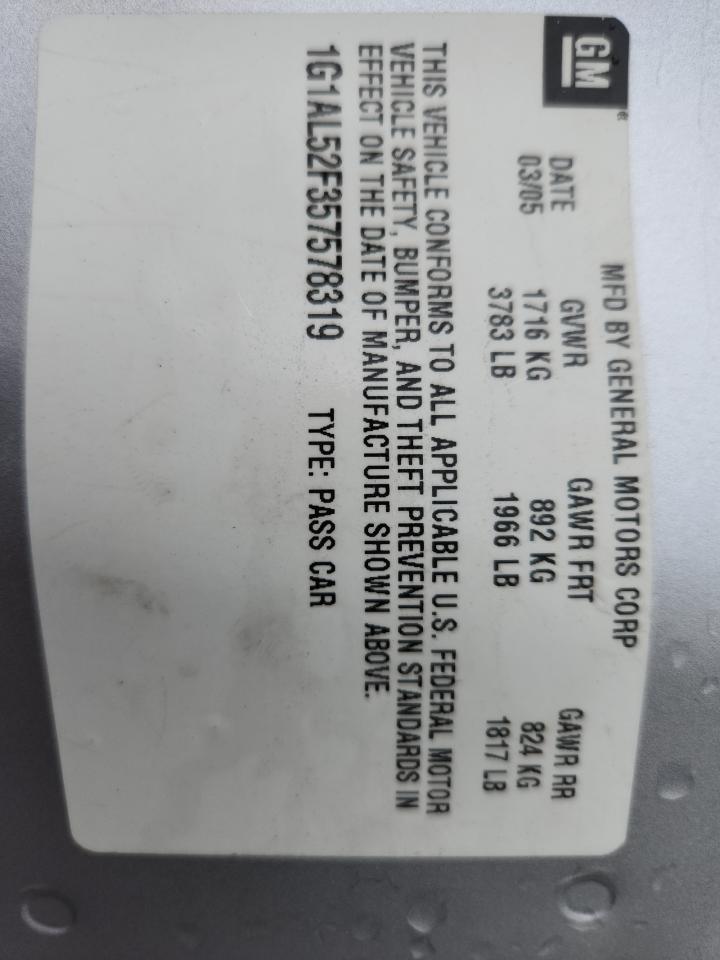 GM
MFD BY GENERAL MOTORS CORP
DATE GVWR GAWR FRT GAWR RR
03/05 1716 KG 892 KG 824 KG
3783 LB 1966 LB 1817 LB
THIS VEHICLE CONFORMS TO ALL APPLICABLE U.S. FEDERAL MOTOR
VEHICLE SAFETY, BUMPER, AND THEFT PREVENTION STANDARDS IN
EFFECT ON THE DATE OF MANUFACTURE SHOWN ABOVE.
1G1AL52F357578319 TYPE: PASS CAR